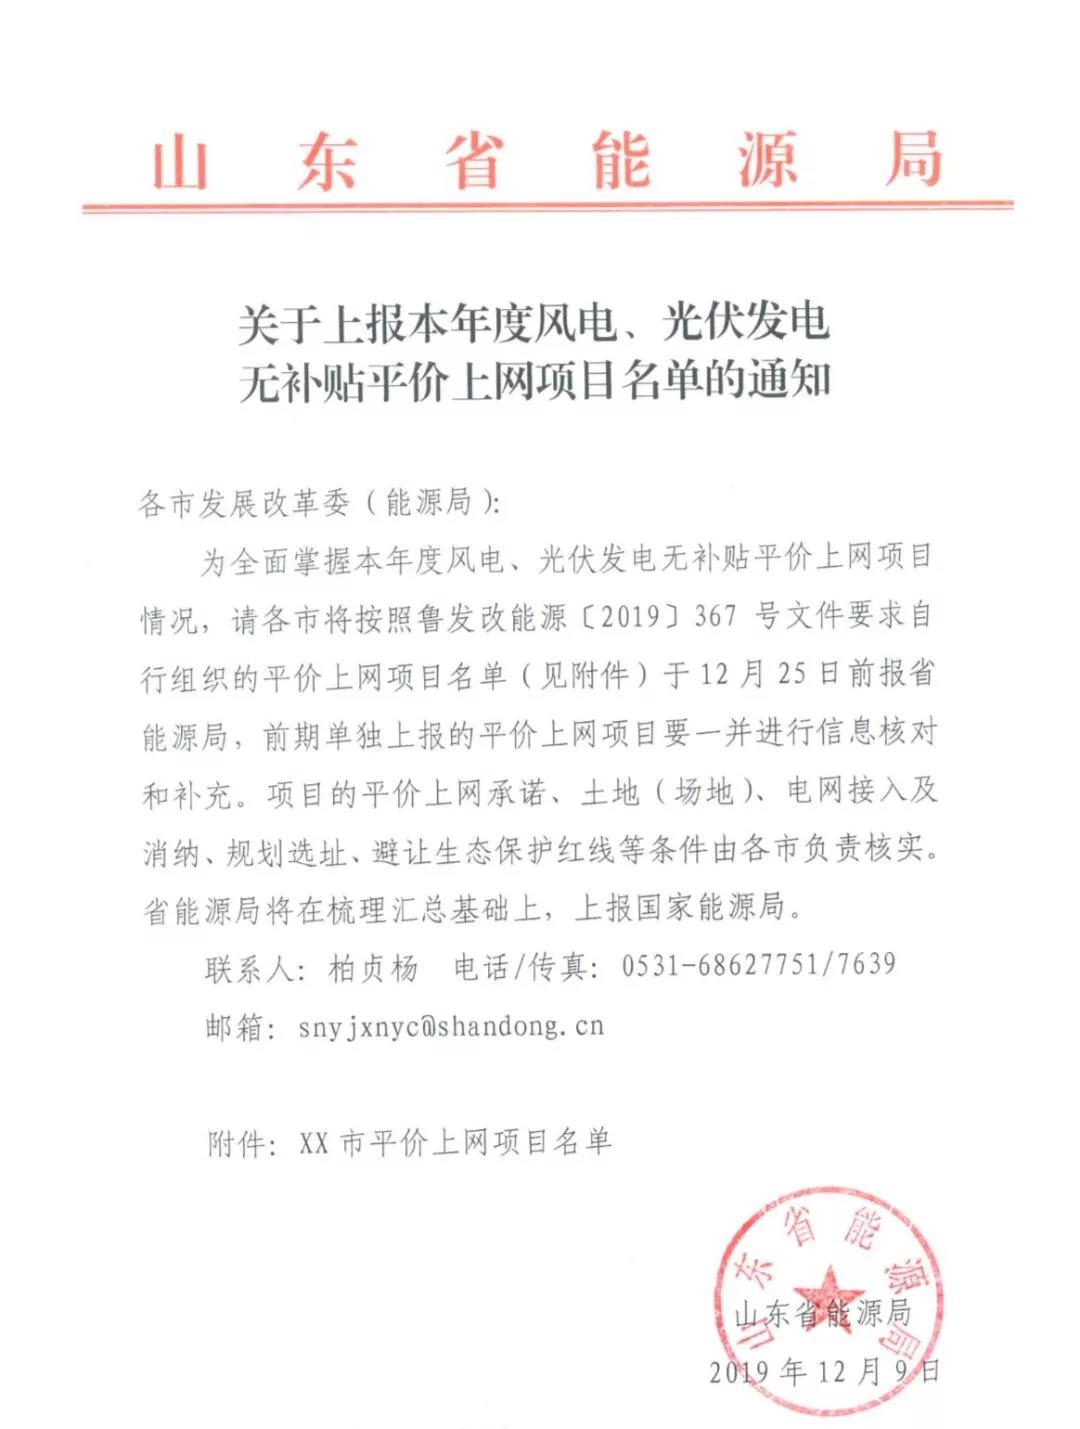 山东省能源局
关于上报本年度风电、光伏发电
无补贴平价上网项目名单的通知
各市发展改革委（能源局）：
为全面掌握本年度风电、光伏发电无补贴平价上网项目
情况，请各市将按照鲁发改能源〔2019〕367 号文件要求自
行组织的平价上网项目名单（见附件）于12月25日前报省
能源局，前期单独上报的平价上网项目要一并进行信息核对
和补充。项目的平价上网承诺、土地（场地）、电网接入及
消纳、规划选址、避让生态保护红线等条件由各市负责核实。
省能源局将在梳理汇总基础上，上报国家能源局。
联系人：柏贞杨 电话/传真：0531-68627751/7639
邮箱：snyjxnyc@shandong.cn
附件：XX市平价上网项目名单
山东省能源局
山东省能源局
2019年12月9日